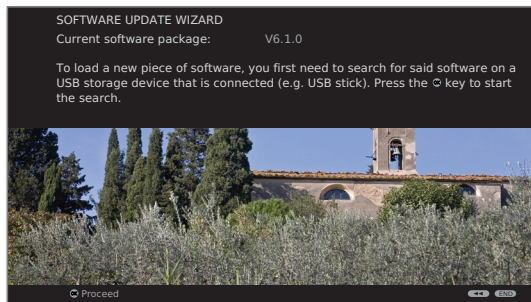 SOFTWARE UPDATE WIZARD
Current software package: V6.1.0
To load a new piece of software, you first need to search for said software on a
USB storage device that is connected (e.g. USB stick). Press the OK key to start
the search.
OK Proceed
END